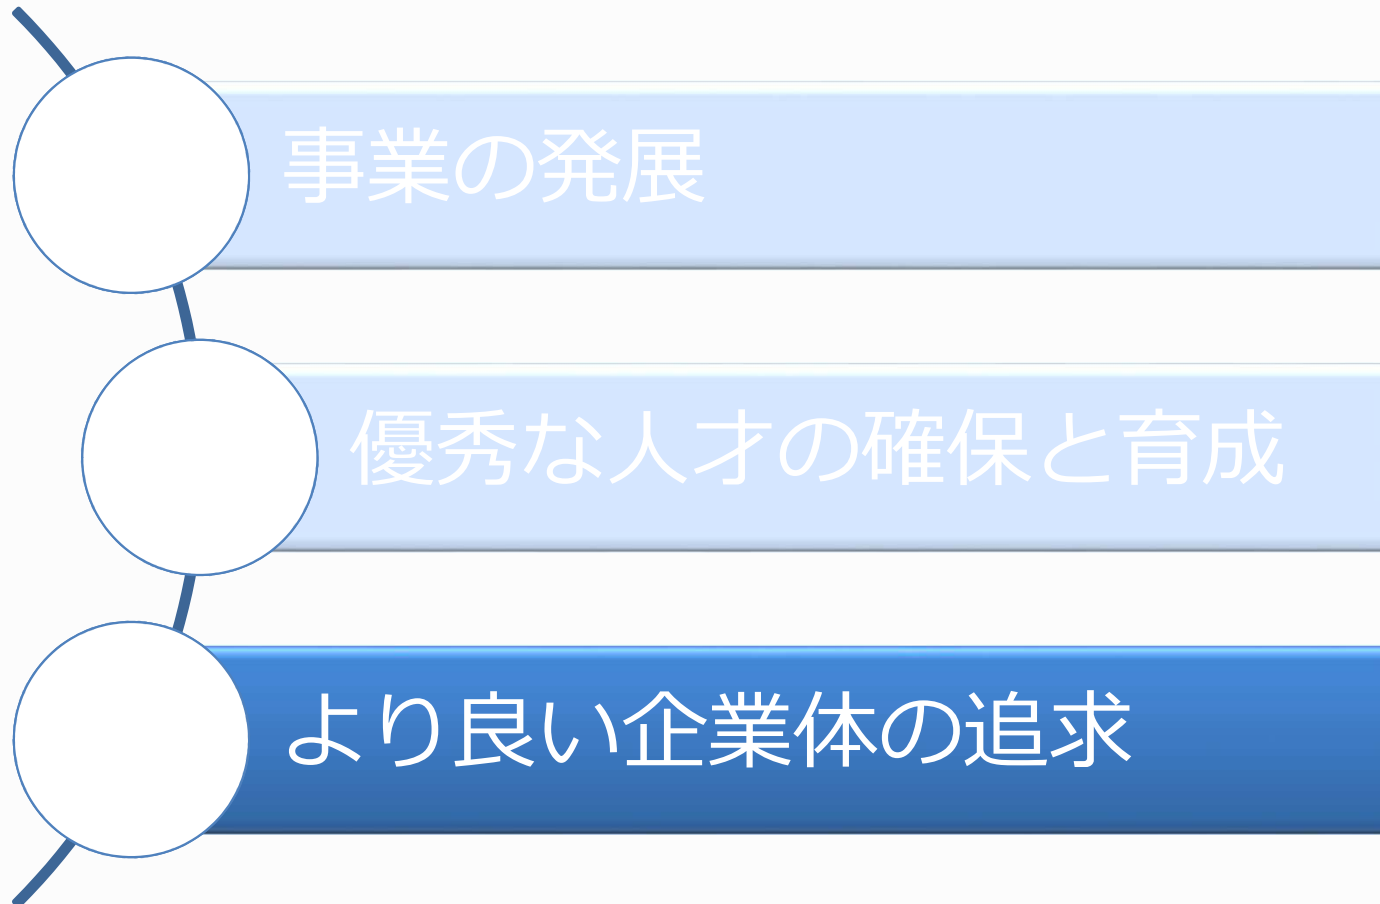 事業の発展
優秀な人才の確保と育成
より良い企業体の追求